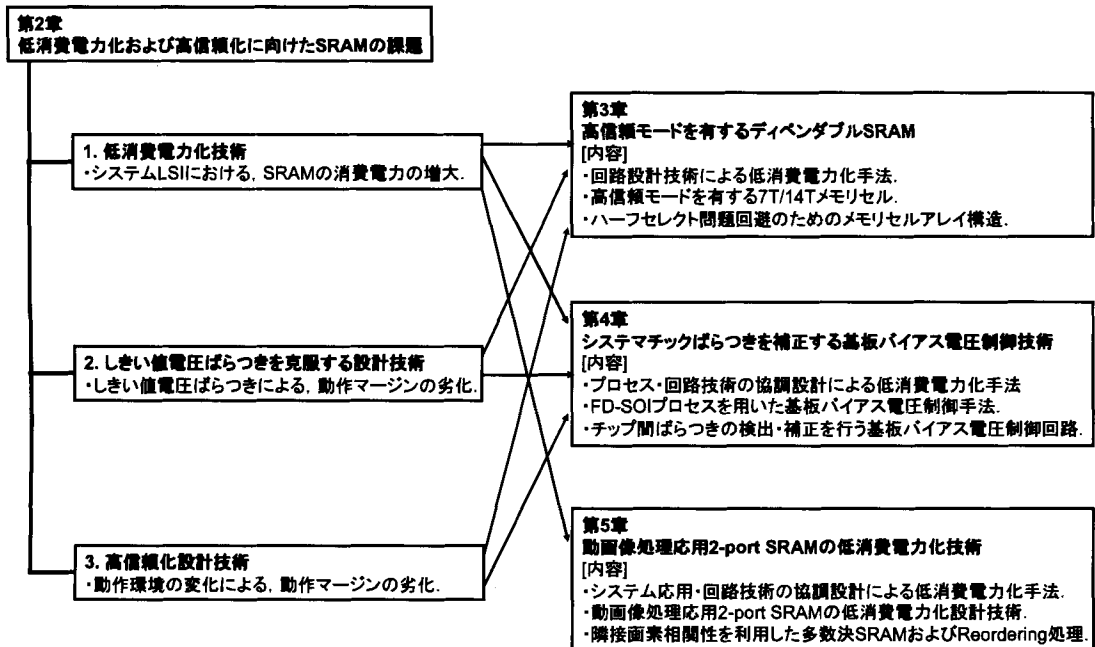 第2章
低消費電力化および高信頼化に向けたSRAMの課題
1. 低消費電力化技術
・システムLSIにおける, SRAMの消費電力の増大.
2. しきい値電圧ばらつきを克服する設計技術
・しきい値電圧ばらつきによる, 動作マージンの劣化.
3. 高信頼化設計技術
・動作環境の変化による, 動作マージンの劣化.
第3章
高信頼モードを有するディペンダブルSRAM
[内容]
・回路設計技術による低消費電力化手法.
・高信頼モードを有する7T/14Tメモリセル.
・ハーフセレクト問題回避のためのメモリセルアレイ構造.
第4章
システマチックばらつきを補正する基板バイアス電圧制御技術
[内容]
・プロセス・回路技術の協調設計による低消費電力化手法
・FD-SOIプロセスを用いた基板バイアス電圧制御手法.
・チップ間ばらつきの検出・補正を行う基板バイアス電圧制御回路.
第5章
動画像処理応用2-port SRAMの低消費電力化技術
[内容]
・システム応用・回路技術の協調設計による低消費電力化手法.
・動画像処理応用2-port SRAMの低消費電力化設計技術.
・隣接画素相関性を利用した多数決SRAMおよびReordering処理.